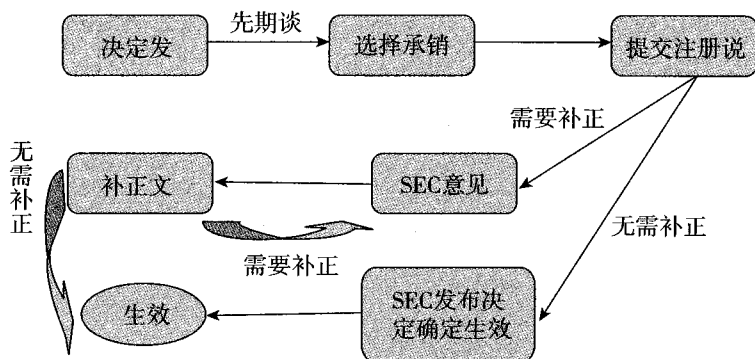 决定发
先期谈
选择承销
提交注册说
需要补正
无需补正
补正文
SEC意见
无需补正
需要补正
生效
SEC发布决
定确定生效